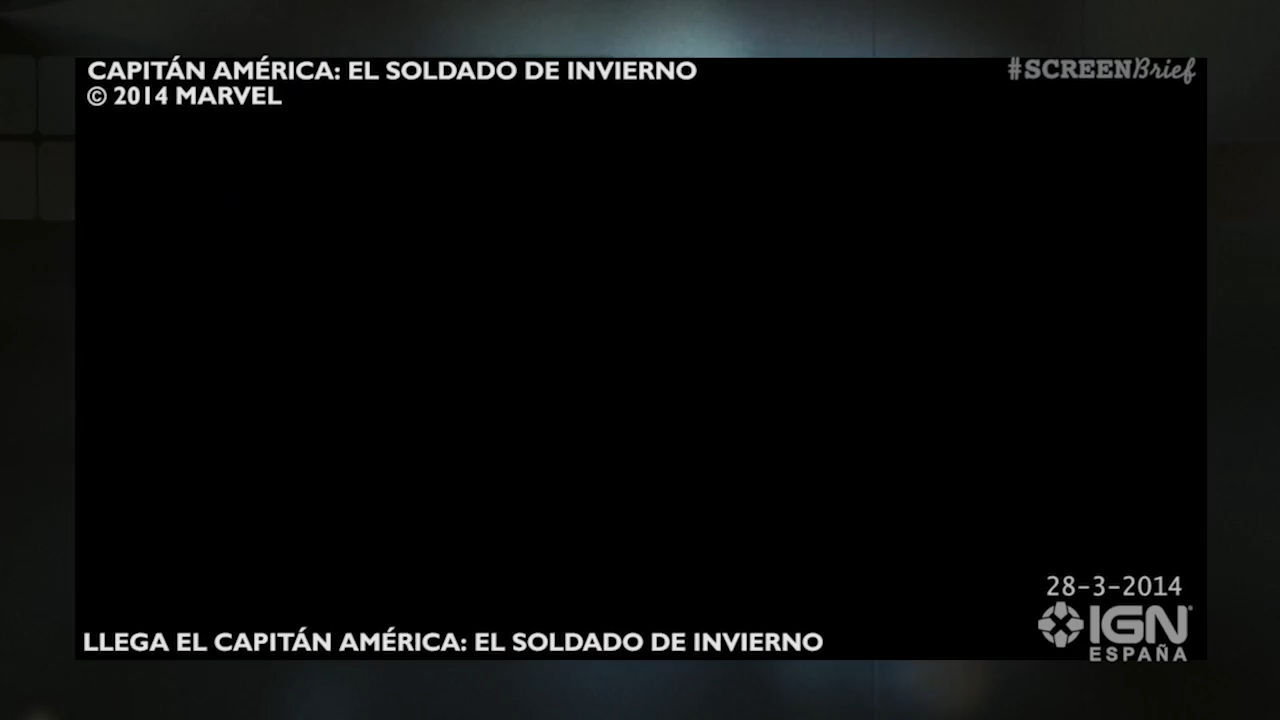 CAPITÁN AMÉRICA: EL SOLDADO DE INVIERNO
© 2014 MARVEL
#SCREENBrief
28-3-2014
IGN
ESPAÑA
LLEGA EL CAPITÁN AMÉRICA: EL SOLDADO DE INVIERNO